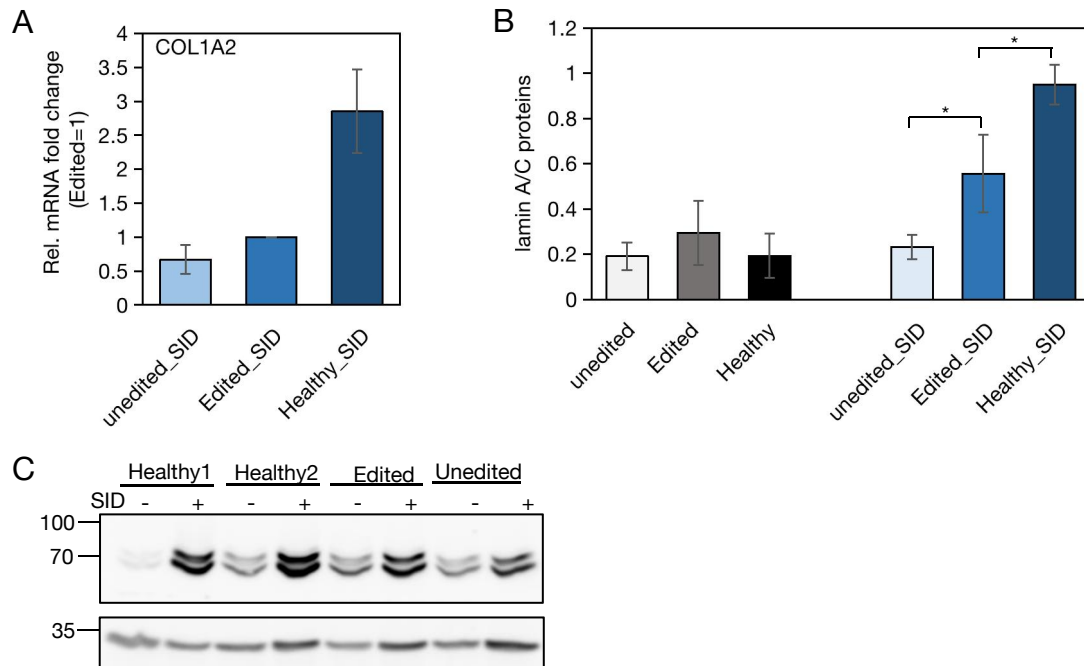 A
COL1A2
Rel. mRNA fold change
(Edited=1)
4
3.5
3
2.5
2
1.5
1
0.5
0
unedited_SID
Edited_SID
Healthy_SID
B
lamin A/C proteins
1.2
1
0.8
0.6
0.4
0.2
0
*
*
unedited
Edited
Healthy
unedited_SID
Edited_SID
Healthy_SID
C
Healthy1 Healthy2 Edited Unedited
SID - + - + - + - +
100
70
35